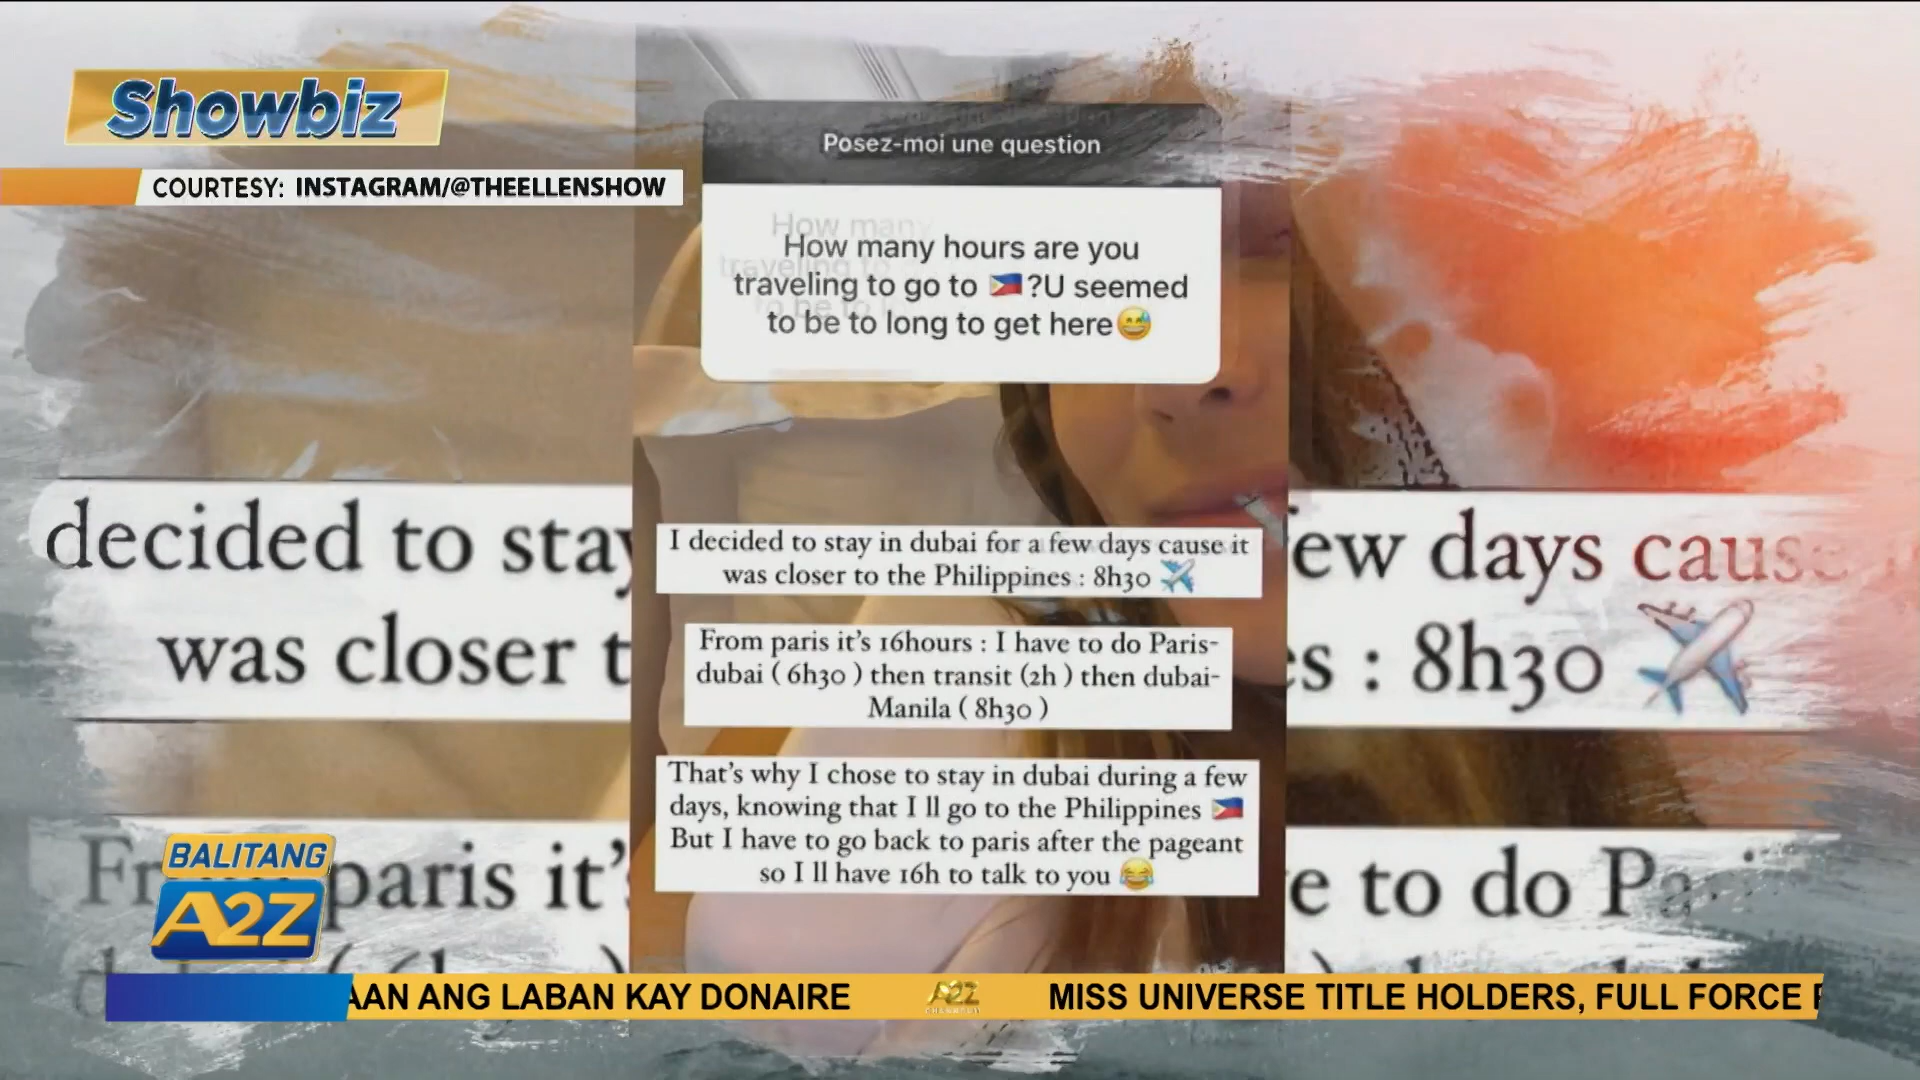 Showbiz
COURTESY: INSTAGRAM/@THEELLENSHOW
Posez-moi une question
How many hours are you
traveling to go to 🇵🇭?U seemed
to be to long to get here😅
I decided to stay in dubai for a few days cause it
was closer to the Philippines : 8h30 ✈️
From paris it's 16hours : I have to do Paris-
dubai ( 6h30 ) then transit (2h ) then dubai-
Manila ( 8h30 )
That's why I chose to stay in dubai during a few
days, knowing that I ll go to the Philippines 🇵🇭
But I have to go back to paris after the pageant
so I ll have 16h to talk to you 😂
decided to stay
few days cause
was closer t
s : 8h30 ✈️
paris it's
e to do Pa
BALITANG
A2Z
AAN ANG LABAN KAY DONAIRE
A2Z
MISS UNIVERSE TITLE HOLDERS, FULL FORCE